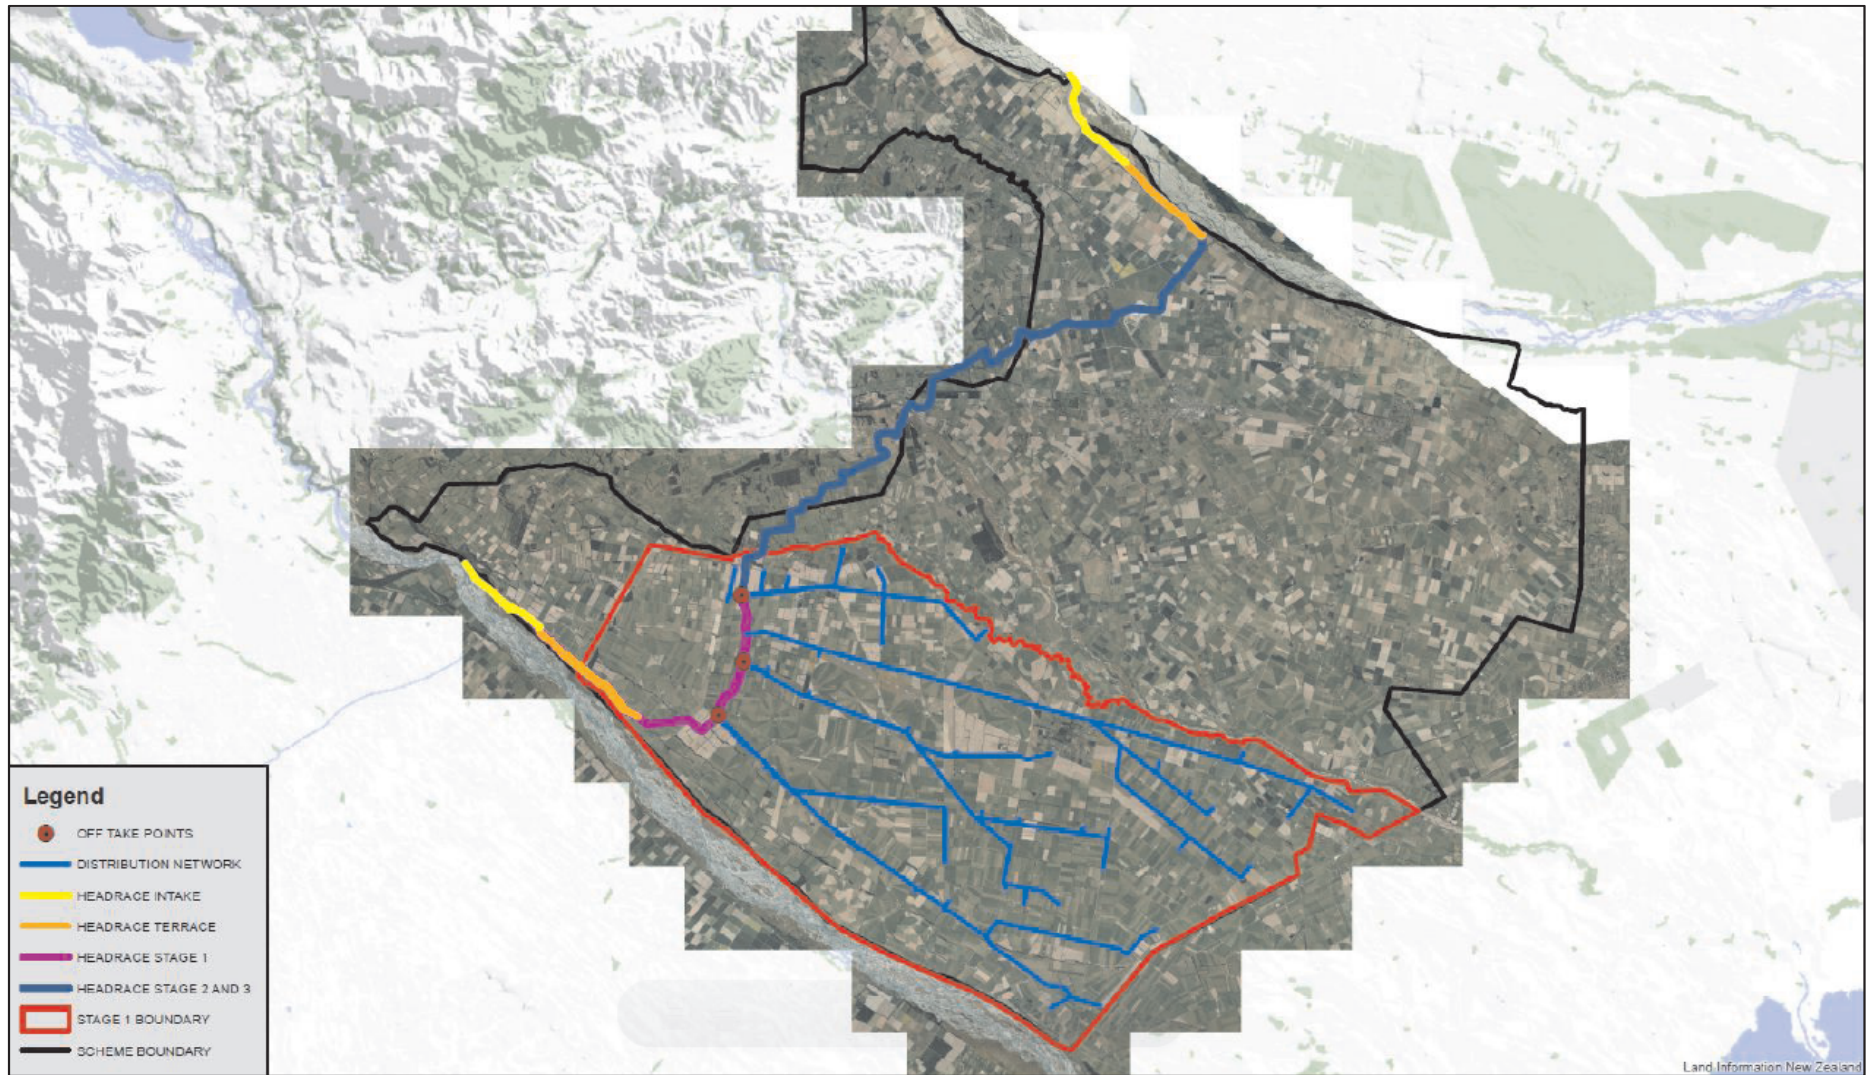 Legend
OFF TAKE POINTS
DISTRIBUTION NETWORK
HEADRACE INTAKE
HEADRACE TERRACE
HEADRACE STAGE 1
HEADRACE STAGE 2 AND 3
STAGE 1 BOUNDARY
SCHEME BOUNDARY
Land Information New Zealand